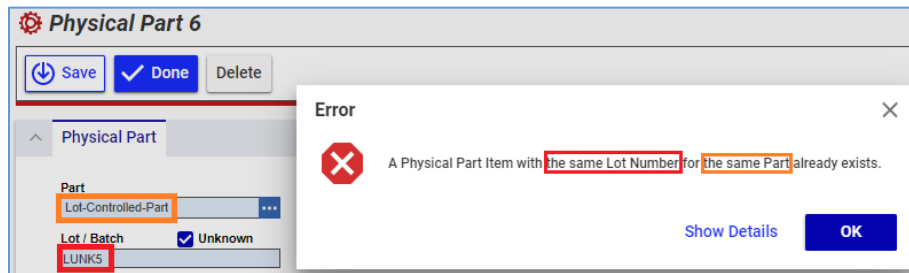 Physical Part 6
Save Done Delete
Error
A Physical Part Item with the same Lot Number for the same Part already exists.
Show Details OK
Physical Part
Part
Lot-Controlled-Part
Lot / Batch Unknown
LUNK5